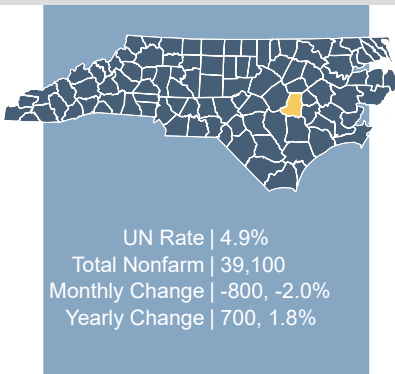 UN Rate | 4.9%
Total Nonfarm | 39,100
Monthly Change | -800, -2.0%
Yearly Change | 700, 1.8%